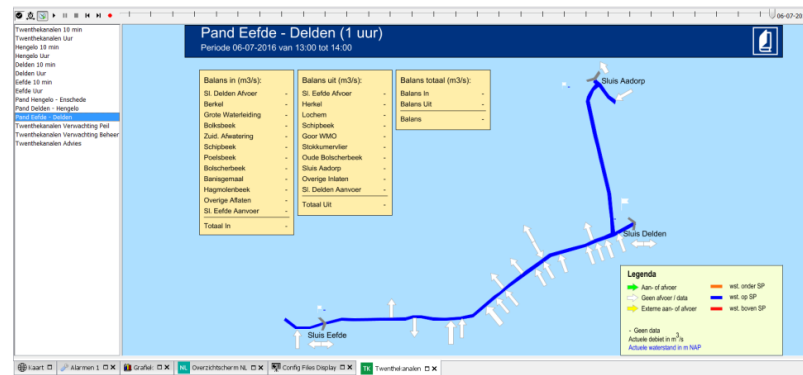 06-07-20
Twenthekanalen 10 min
Twenthekanalen Uur
Hengelo 10 min
Hengelo Uur
Delden 10 min
Delden Uur
Eefde 10 min
Eefde Uur
Pand Hengelo - Enschede
Pand Delden - Hengelo
Pand Eefde - Delden
Twenthekanalen Verwachting Peil
Twenthekanalen Verwachting Beheer
Twenthekanalen Advies
Pand Eefde - Delden (1 uur)
Periode 06-07-2016 van 13:00 tot 14:00
Balans in (m3/s):
Sl. Delden Afvoer -
Berkel -
Grote Waterleiding -
Bolksbeek -
Zuid. Afwatering -
Schipbeek -
Poelsbeek -
Bolscherbeek -
Banisgemaal -
Hagmolenbeek -
Overige Aflaten -
Sl. Eefde Aanvoer -
Totaal In -
Balans uit (m3/s):
Sl. Eefde Afvoer -
Herkel -
Lochem -
Schipbeek -
Goor WMO -
Stokkumervlier -
Oude Bolscherbeek -
Sluis Aadorp -
Overige Inlaten -
Sl. Delden Aanvoer -
Totaal Uit -
Balans totaal (m3/s):
Balans In -
Balans Uit -
Balans -
Sluis Aadorp
Sluis Delden
Sluis Eefde
Legenda
Aan- of afvoer
Geen afvoer / data
Externe aan- of afvoer
wst. onder SP
wst. op SP
wst. boven SP
- Geen data
Actuele debiet in m3/s
Actuele waterstand in m NAP
Kaart
Alarmen 1
Grafiek
NL Overzichtscherm NL
Config Files Display
TK Twenthekanalen